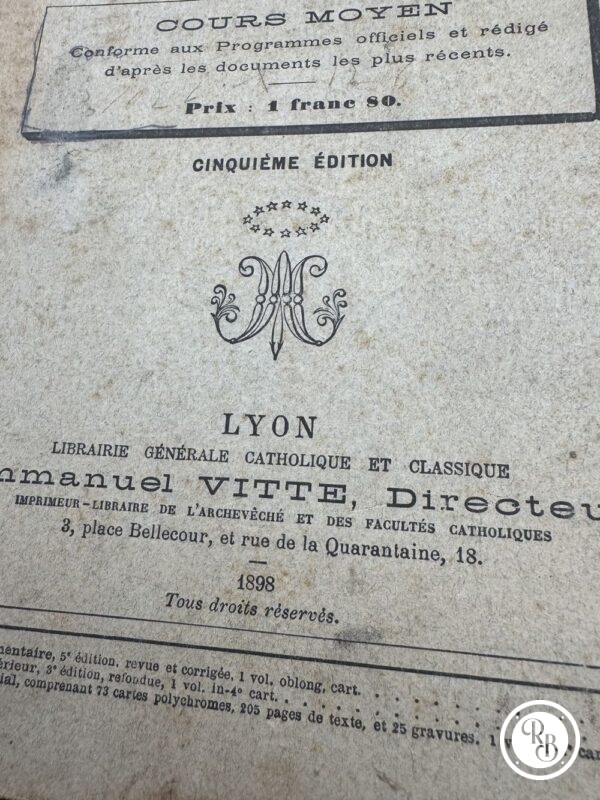 COURS MOYEN
Conforme aux Programmes officiels et rédigé
d'après les documents les plus récents.
Prix : 1 franc 80.
CINQUIÈME ÉDITION
LYON
LIBRAIRIE GÉNÉRALE CATHOLIQUE ET CLASSIQUE
mmanuel VITTE, Directeu
IMPRIMEUR-LIBRAIRE DE L'ARCHEVÊCHÉ ET DES FACULTÉS CATHOLIQUES
3, place Bellecour, et rue de la Quarantaine, 18.
1898
Tous droits réservés.
mentaire, 5e édition, revue et corrigée, 1 vol. oblong, cart. . . . . . . .
érieur, 3e édition, refondue, 1 vol. in-4° cart. . . . . . . . . .
ial, comprenant 73 cartes polychromes, 205 pages de texte, et 25 gravures. 1
RB